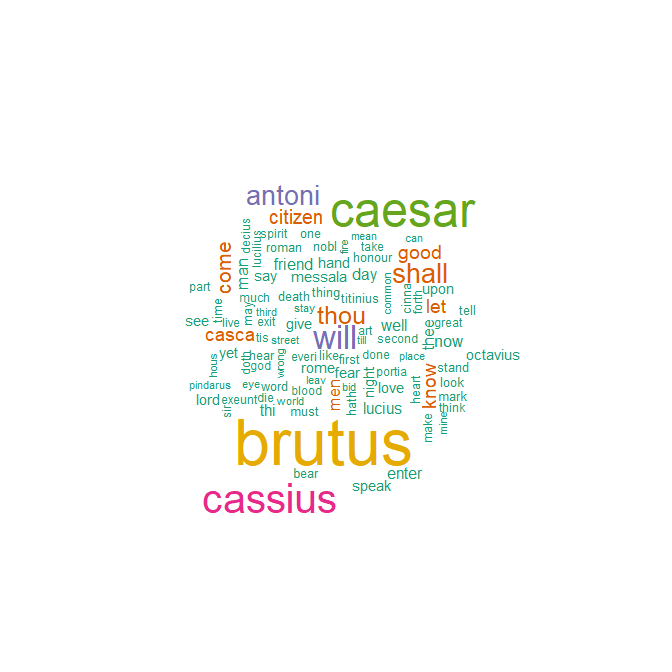 antoni
caesar
citizen
decius
lucilius
spirit
one
mean
can
come
man
roman
nobl
fire
take
good
say
friend
hand
honour
shall
messala
day
part
common
cinna
forth
upon
much
death
thing
titinius
let
time
may
third
stay
thou
tell
see
live
exit
give
art
well
thee
great
casca
tis
street
will
till
second
now
yet
doth
hear
wrong
everi
like
first
done
place
octavius
hous
god
rome
fear
night
portia
know
stand
pindarus
eye
word
leav
men
bid
love
heart
look
lord
exeunt
die
world
blood
hath
mark
sir
thi
must
lucius
think
make
mine
brutus
bear
enter
cassius
speak